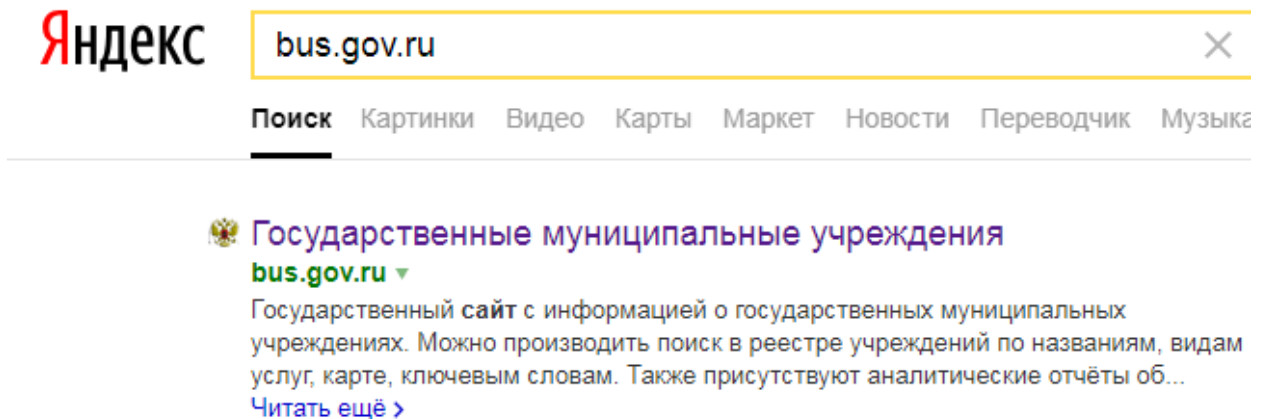 Яндекс
bus.gov.ru
Поиск Картинки Видео Карты Маркет Новости Переводчик Музыка
Государственные муниципальные учреждения
bus.gov.ru
Государственный сайт с информацией о государственных муниципальных
учреждениях. Можно производить поиск в реестре учреждений по названиям, видам
услуг, карте, ключевым словам. Также присутствуют аналитические отчёты об...
Читать ещё >